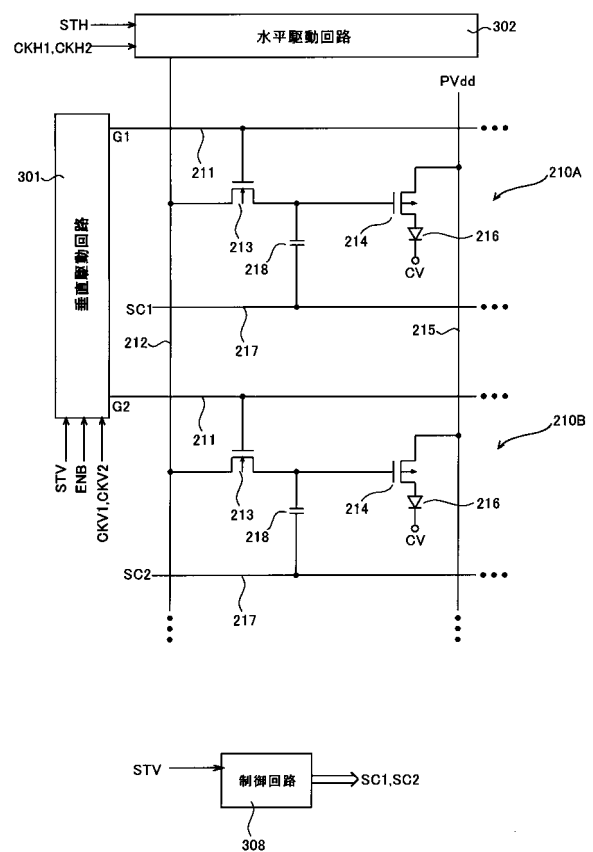 STH
CKH1,CKH2
水平駆動回路
302
PVdd
G1
211
301
垂直駆動回路
213
214
216
210A
218
CV
SC1
212
217
215
G2
211
210B
213
214
216
218
CV
STV
ENB
CKV1,CKV2
SC2
217
STV
制御回路
SC1,SC2
308